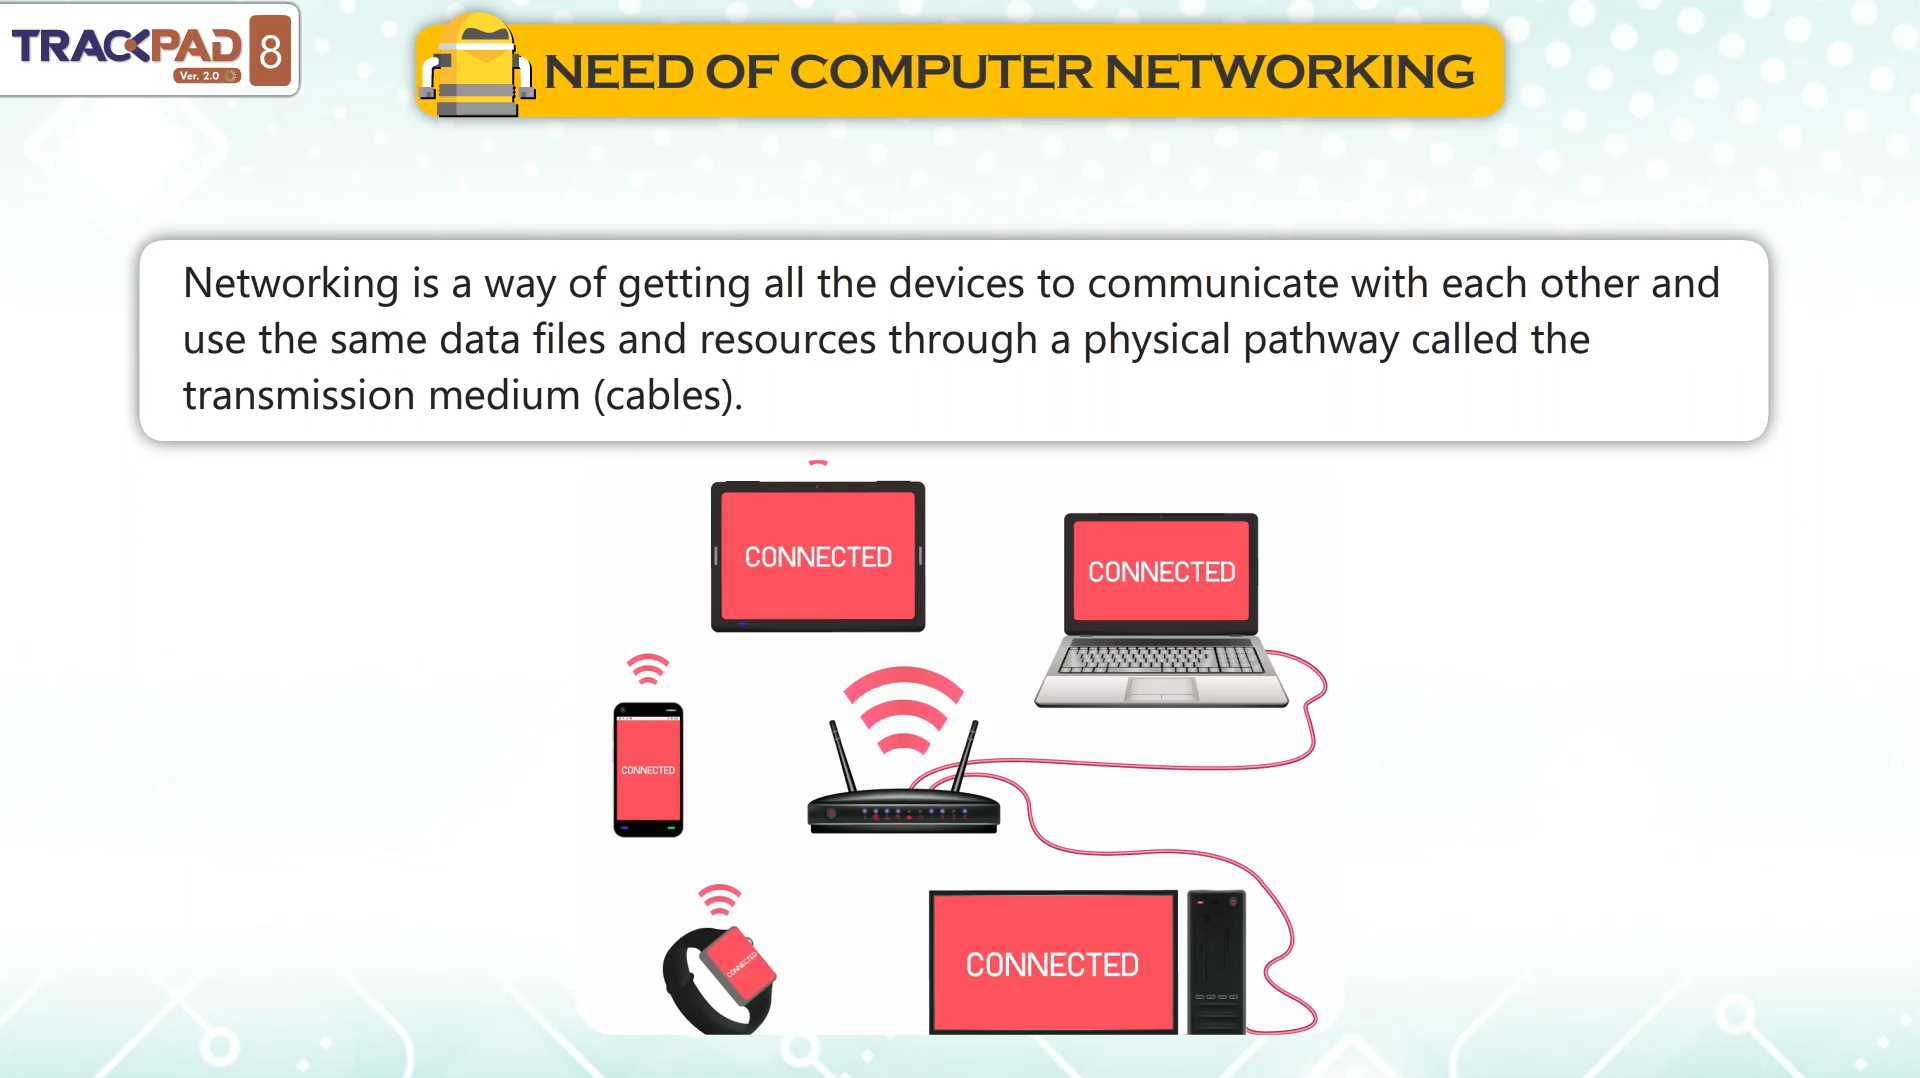 TRACKPAD
Ver. 2.0
8
NEED OF COMPUTER NETWORKING
Networking is a way of getting all the devices to communicate with each other and
use the same data files and resources through a physical pathway called the
transmission medium (cables).
CONNECTED
CONNECTED
CONNECTED
CONNECTED
CONNECTED